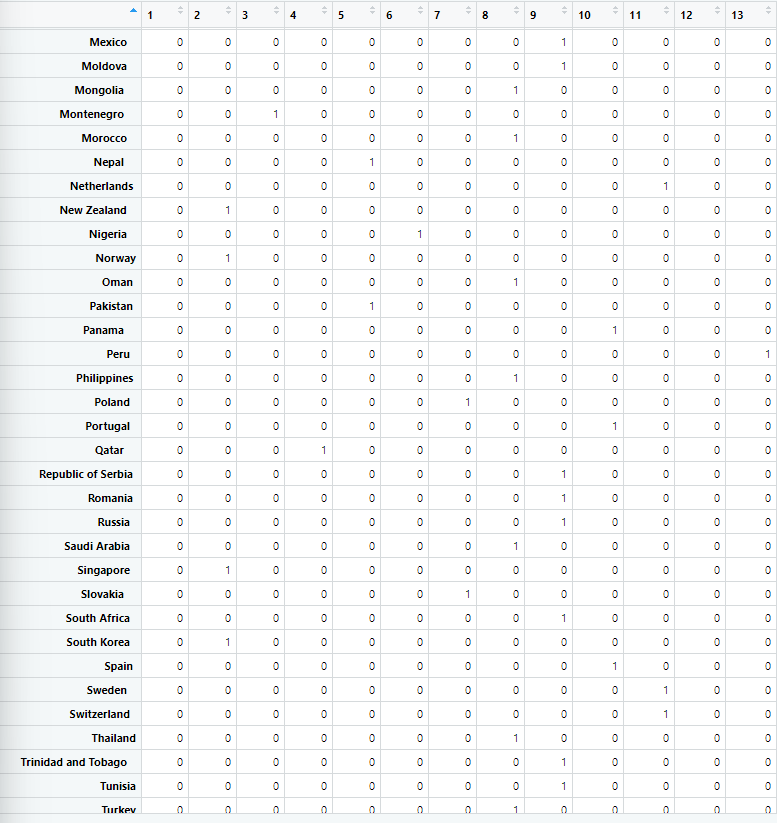 1 2 3 4 5 6 7 8 9 10 11 12 13
Mexico 0 0 0 0 0 0 0 0 1 0 0 0 0
Moldova 0 0 0 0 0 0 0 0 1 0 0 0 0
Mongolia 0 0 0 0 0 0 0 1 0 0 0 0 0
Montenegro 0 0 1 0 0 0 0 0 0 0 0 0 0
Morocco 0 0 0 0 0 0 0 1 0 0 0 0 0
Nepal 0 0 0 0 1 0 0 0 0 0 0 0 0
Netherlands 0 0 0 0 0 0 0 0 0 0 1 0 0
New Zealand 0 1 0 0 0 0 0 0 0 0 0 0 0
Nigeria 0 0 0 0 0 1 0 0 0 0 0 0 0
Norway 0 1 0 0 0 0 0 0 0 0 0 0 0
Oman 0 0 0 0 0 0 0 1 0 0 0 0 0
Pakistan 0 0 0 0 1 0 0 0 0 0 0 0 0
Panama 0 0 0 0 0 0 0 0 0 1 0 0 0
Peru 0 0 0 0 0 0 0 0 0 0 0 0 1
Philippines 0 0 0 0 0 0 0 1 0 0 0 0 0
Poland 0 0 0 0 0 0 1 0 0 0 0 0 0
Portugal 0 0 0 0 0 0 0 0 0 1 0 0 0
Qatar 0 0 0 1 0 0 0 0 0 0 0 0 0
Republic of Serbia 0 0 0 0 0 0 0 0 1 0 0 0 0
Romania 0 0 0 0 0 0 0 0 1 0 0 0 0
Russia 0 0 0 0 0 0 0 0 1 0 0 0 0
Saudi Arabia 0 0 0 0 0 0 0 1 0 0 0 0 0
Singapore 0 1 0 0 0 0 0 0 0 0 0 0 0
Slovakia 0 0 0 0 0 0 1 0 0 0 0 0 0
South Africa 0 0 0 0 0 0 0 0 1 0 0 0 0
South Korea 0 1 0 0 0 0 0 0 0 0 0 0 0
Spain 0 0 0 0 0 0 0 0 0 1 0 0 0
Sweden 0 0 0 0 0 0 0 0 0 0 1 0 0
Switzerland 0 0 0 0 0 0 0 0 0 0 1 0 0
Thailand 0 0 0 0 0 0 0 1 0 0 0 0 0
Trinidad and Tobago 0 0 0 0 0 0 0 0 1 0 0 0 0
Tunisia 0 0 0 0 0 0 0 0 1 0 0 0 0
Turkey 0 0 0 0 0 0 0 1 0 0 0 0 0